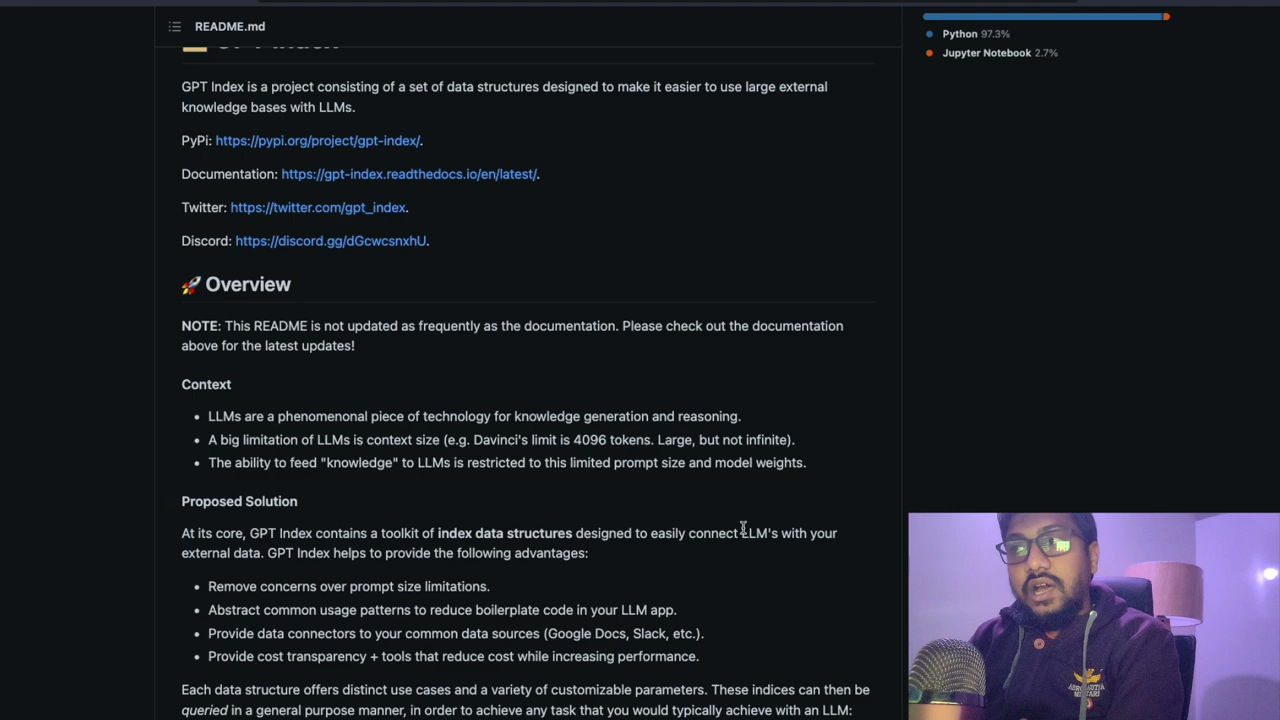 README.md
Python 97.3%
Jupyter Notebook 2.7%
GPT Index is a project consisting of a set of data structures designed to make it easier to use large external
knowledge bases with LLMs.
PyPi: https://pypi.org/project/gpt-index/.
Documentation: https://gpt-index.readthedocs.io/en/latest/.
Twitter: https://twitter.com/gpt_index.
Discord: https://discord.gg/dGcwcsnxhU.
🚀 Overview
NOTE: This README is not updated as frequently as the documentation. Please check out the documentation
above for the latest updates!
Context
• LLMs are a phenomenonal piece of technology for knowledge generation and reasoning.
• A big limitation of LLMs is context size (e.g. Davinci's limit is 4096 tokens. Large, but not infinite).
• The ability to feed "knowledge" to LLMs is restricted to this limited prompt size and model weights.
Proposed Solution
At its core, GPT Index contains a toolkit of index data structures designed to easily connect LLM's with your
external data. GPT Index helps to provide the following advantages:
• Remove concerns over prompt size limitations.
• Abstract common usage patterns to reduce boilerplate code in your LLM app.
• Provide data connectors to your common data sources (Google Docs, Slack, etc.).
• Provide cost transparency + tools that reduce cost while increasing performance.
Each data structure offers distinct use cases and a variety of customizable parameters. These indices can then be
queried in a general purpose manner, in order to achieve any task that you would typically achieve with an LLM: